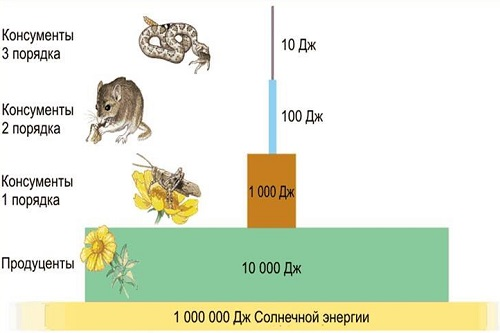 Консументы
3 порядка
10 Дж
Консументы
2 порядка
100 Дж
Консументы
1 порядка
1 000 Дж
Продуценты
10 000 Дж
1 000 000 Дж Солнечной энергии